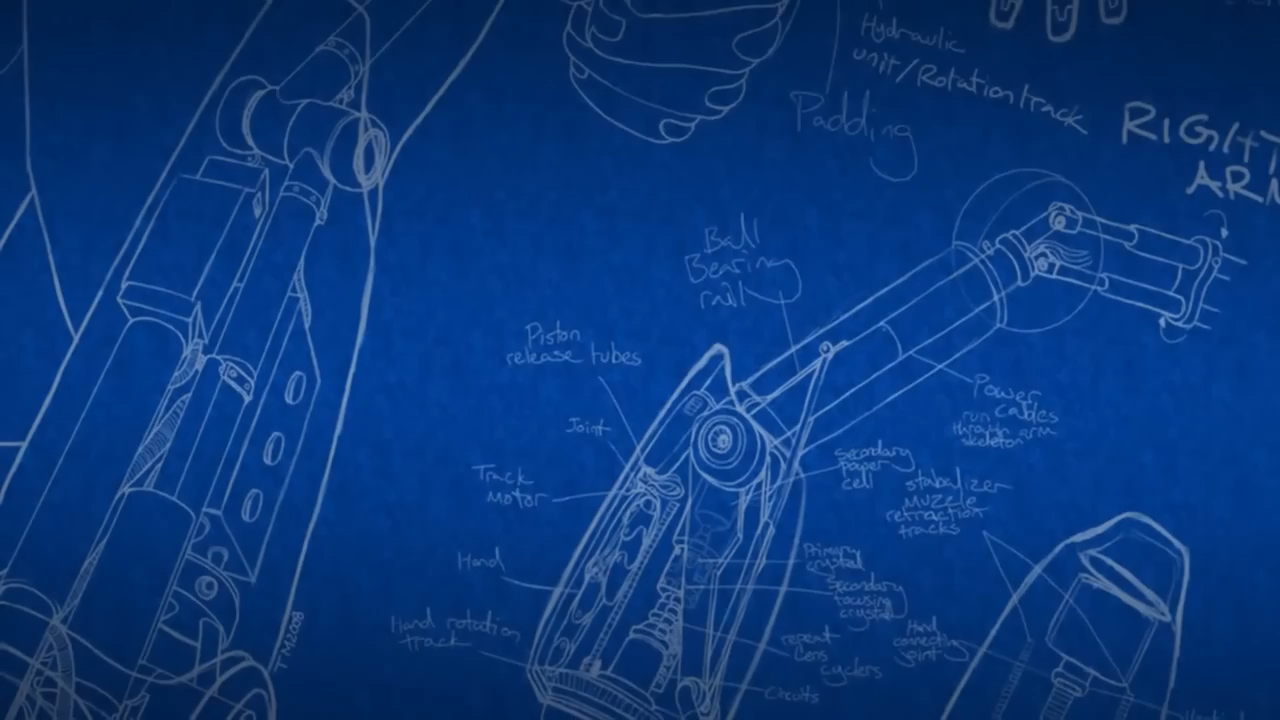 Hydraulic
unit/Rotation track
Padding
RIGHT
ARM
Ball
Bearing
rail
Piston
release tubes
Joint
Track
Motor
Power
cables
run
through arm
skeleton
Secondary
power
cell
stabalizer
muzzle
retraction
tracks
Hand
Primary
crystal
Secondary
focusing
crystal
Hand rotation
track
Hand
connecting
joint
repeat
Lens
cyclers
Circuits
TM2008